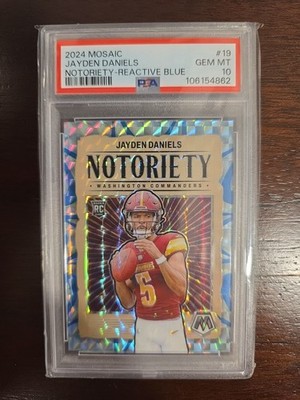 2024 MOSAIC #19
JAYDEN DANIELS GEM MT
NOTORIETY-REACTIVE BLUE 10
PSA 106154862
JAYDEN DANIELS
NOTORIETY
WASHINGTON COMMANDERS
RC
5
M